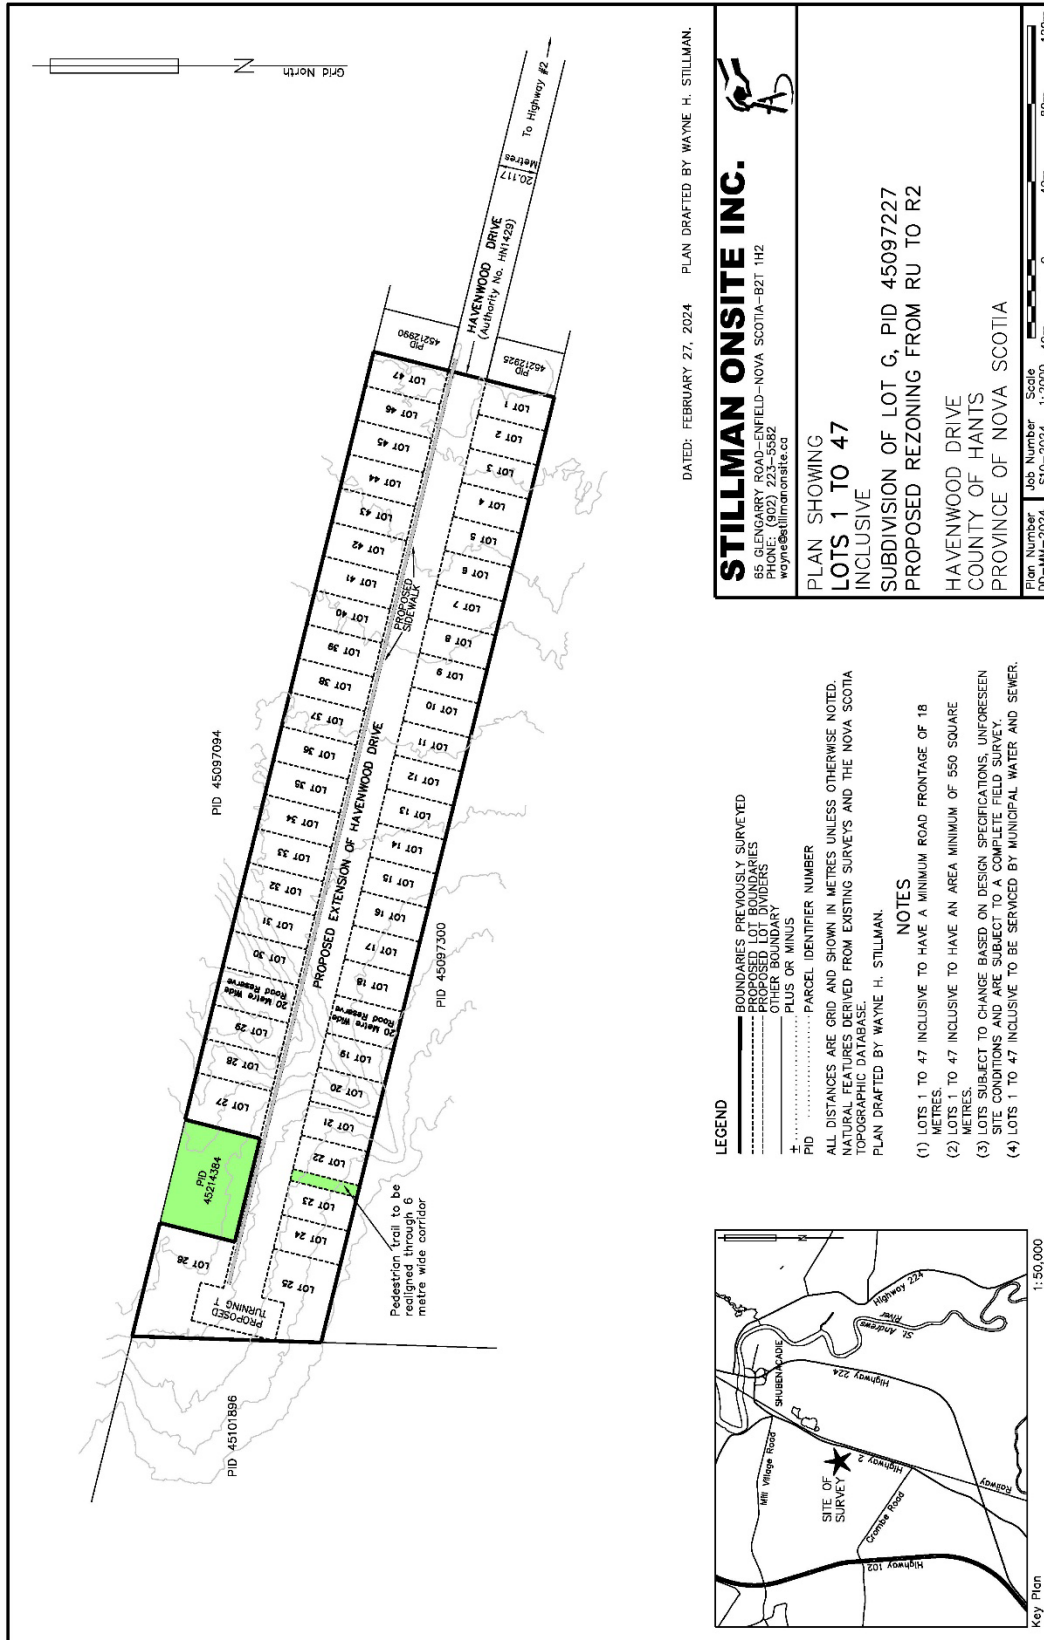 Grid North
N
To Highway #2
20.117
Metres
HAVENWOOD DRIVE
(Authority No. HN1429)
PID
45212990
PID
45212925
LOT 47
LOT 46
LOT 45
LOT 44
LOT 43
LOT 42
LOT 41
LOT 40
LOT 39
LOT 38
LOT 37
LOT 36
LOT 35
LOT 34
LOT 33
LOT 32
LOT 31
LOT 30
20 Metre Wide
Road Reserve
LOT 29
LOT 28
LOT 27
PID
45214384
LOT 26
PROPOSED
TURNING T
PROPOSED
SIDEWALK
PROPOSED EXTENSION OF HAVENWOOD DRIVE
LOT 1
LOT 2
LOT 3
LOT 4
LOT 5
LOT 6
LOT 7
LOT 8
LOT 9
LOT 10
LOT 11
LOT 12
LOT 13
LOT 14
LOT 15
LOT 16
LOT 17
LOT 18
20 Metre Wide
Road Reserve
LOT 19
LOT 20
LOT 21
LOT 22
LOT 23
LOT 24
LOT 25
PID 45097094
PID 45097300
PID 45101896
Pedestrian trail to be
realigned through 6
metre wide corridor
DATED: FEBRUARY 27, 2024 PLAN DRAFTED BY WAYNE H. STILLMAN.
LEGEND
BOUNDARIES PREVIOUSLY SURVEYED
PROPOSED LOT BOUNDARIES
PROPOSED LOT DIVIDERS
OTHER BOUNDARY
± PLUS OR MINUS
PID PARCEL IDENTIFIER NUMBER
ALL DISTANCES ARE GRID AND SHOWN IN METRES UNLESS OTHERWISE NOTED.
NATURAL FEATURES DERIVED FROM EXISTING SURVEYS AND THE NOVA SCOTIA
TOPOGRAPHIC DATABASE.
PLAN DRAFTED BY WAYNE H. STILLMAN.
NOTES
(1) LOTS 1 TO 47 INCLUSIVE TO HAVE A MINIMUM ROAD FRONTAGE OF 18
METRES.
(2) LOTS 1 TO 47 INCLUSIVE TO HAVE AN AREA MINIMUM OF 550 SQUARE
METRES.
(3) LOTS SUBJECT TO CHANGE BASED ON DESIGN SPECIFICATIONS, UNFORESEEN
SITE CONDITIONS AND ARE SUBJECT TO A COMPLETE FIELD SURVEY.
(4) LOTS 1 TO 47 INCLUSIVE TO BE SERVICED BY MUNICIPAL WATER AND SEWER.
STILLMAN ONSITE INC.
65 GLENGARRY ROAD-ENFIELD-NOVA SCOTIA-B2T 1H2
PHONE: (902) 223-5582
wayne@stillmanonsite.ca
PLAN SHOWING
LOTS 1 TO 47
INCLUSIVE
SUBDIVISION OF LOT G, PID 45097227
PROPOSED REZONING FROM RU TO R2
HAVENWOOD DRIVE
COUNTY OF HANTS
PROVINCE OF NOVA SCOTIA
Plan Number
Job Number
Scale
Mill Village Road
SHUBENACADIE
St. Andrews
River
Highway 224
Highway 224
SITE OF
SURVEY
Highway 2
Crombe Road
Highway 102
Railway
N
Key Plan
1:50,000